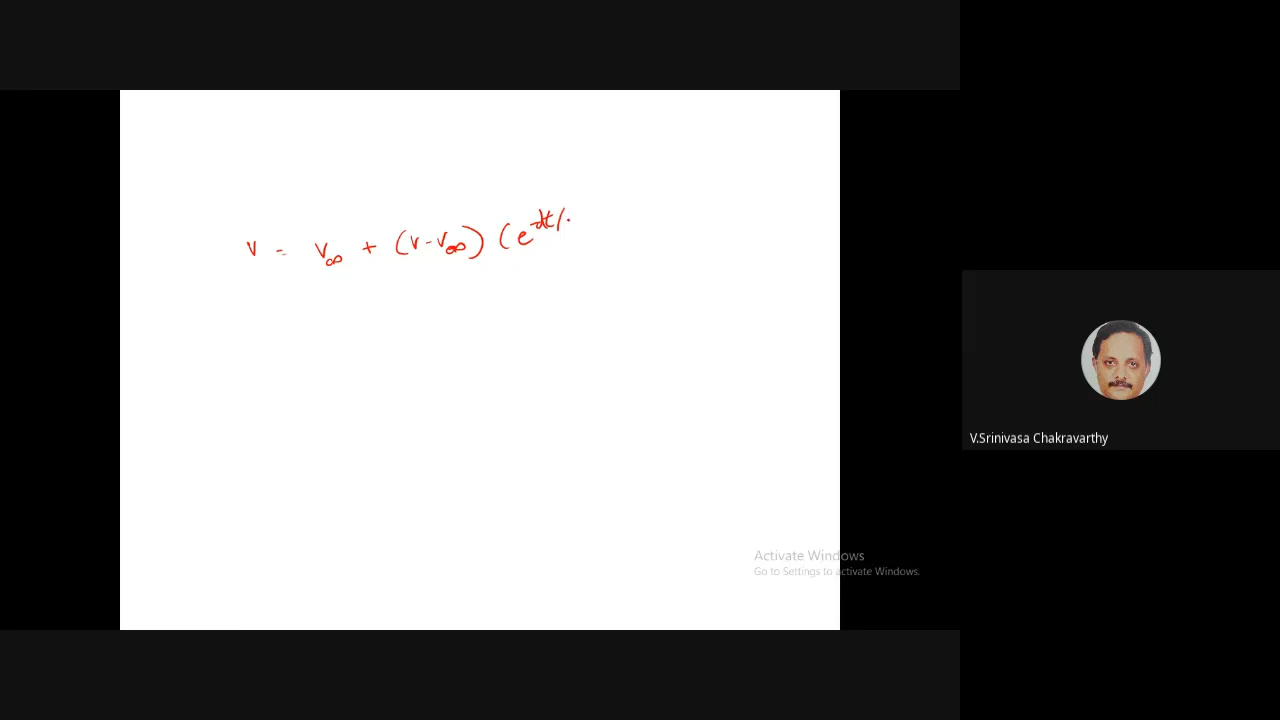 v = v∞ + (v - v∞) (e^-dt/
V.Srinivasa Chakravarthy
Activate Windows
Go to Settings to activate Windows.